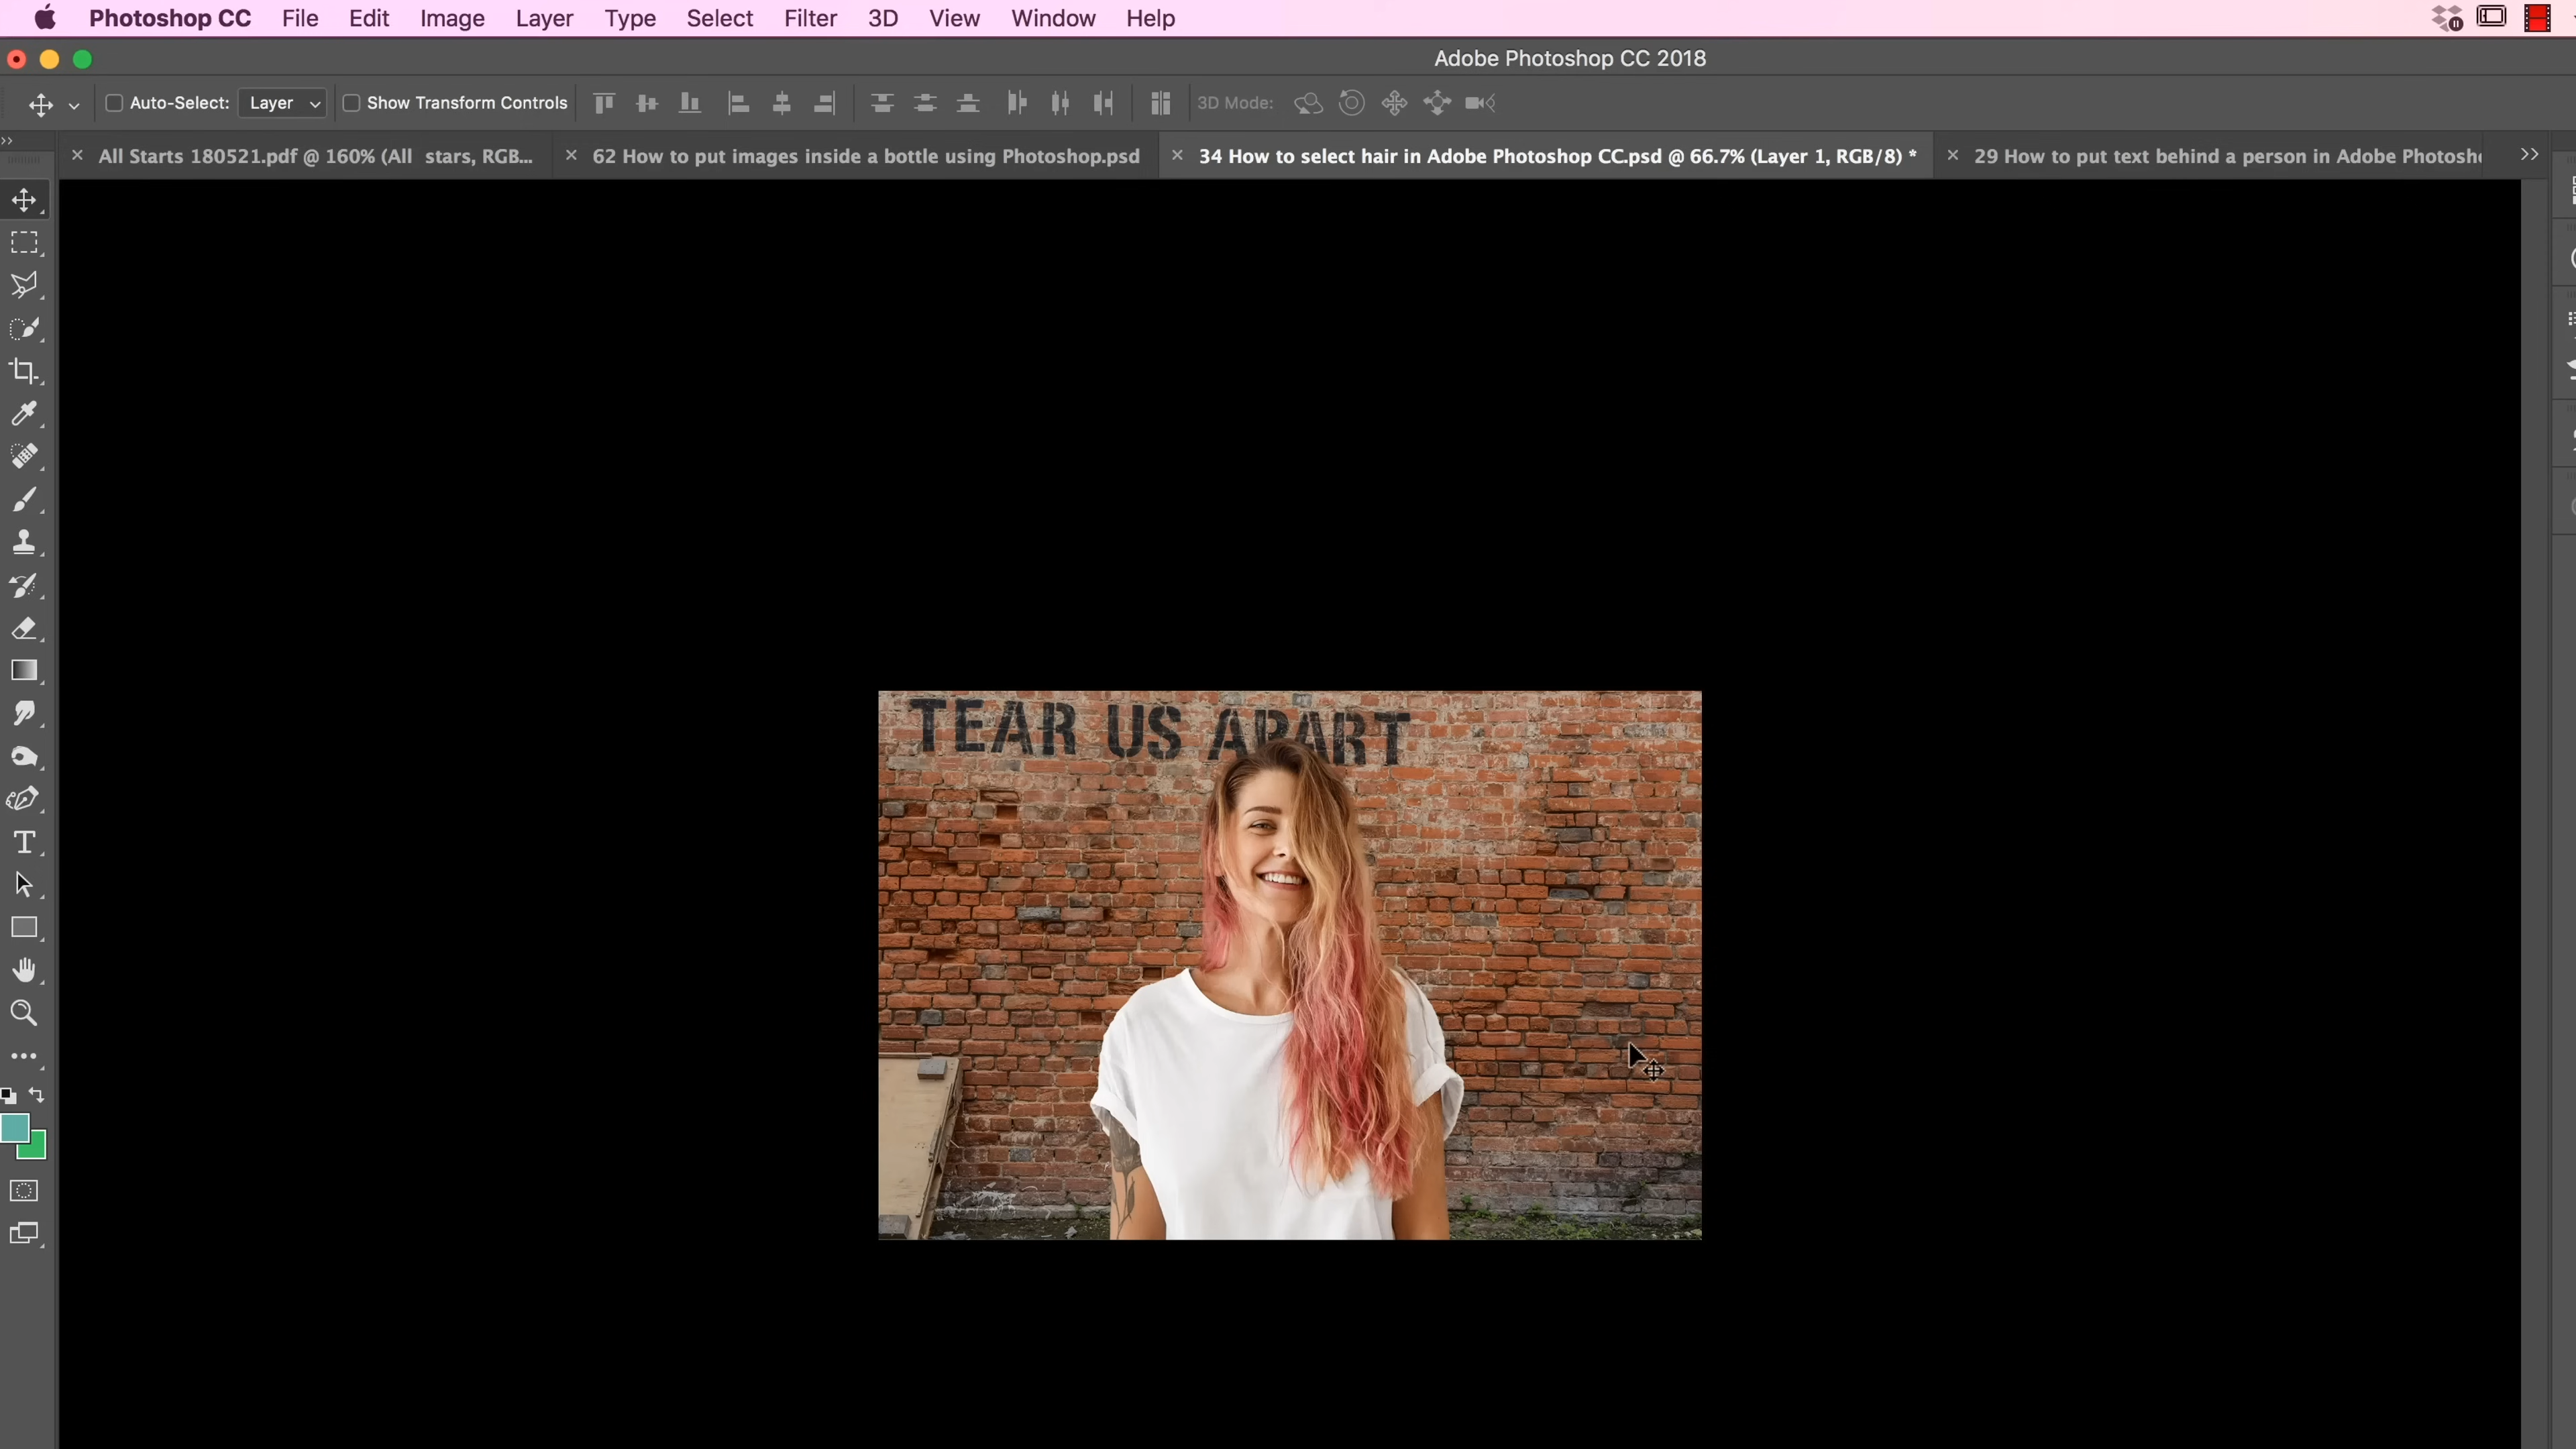 Photoshop CC File Edit Image Layer Type Select Filter 3D View Window Help
Adobe Photoshop CC 2018
Auto-Select: Layer Show Transform Controls 3D Mode:
All Starts 180521.pdf @ 160% (All stars, RGB... 62 How to put images inside a bottle using Photoshop.psd 34 How to select hair in Adobe Photoshop CC.psd @ 66.7% (Layer 1, RGB/8) * 29 How to put text behind a person in Adobe
TEAR US APART